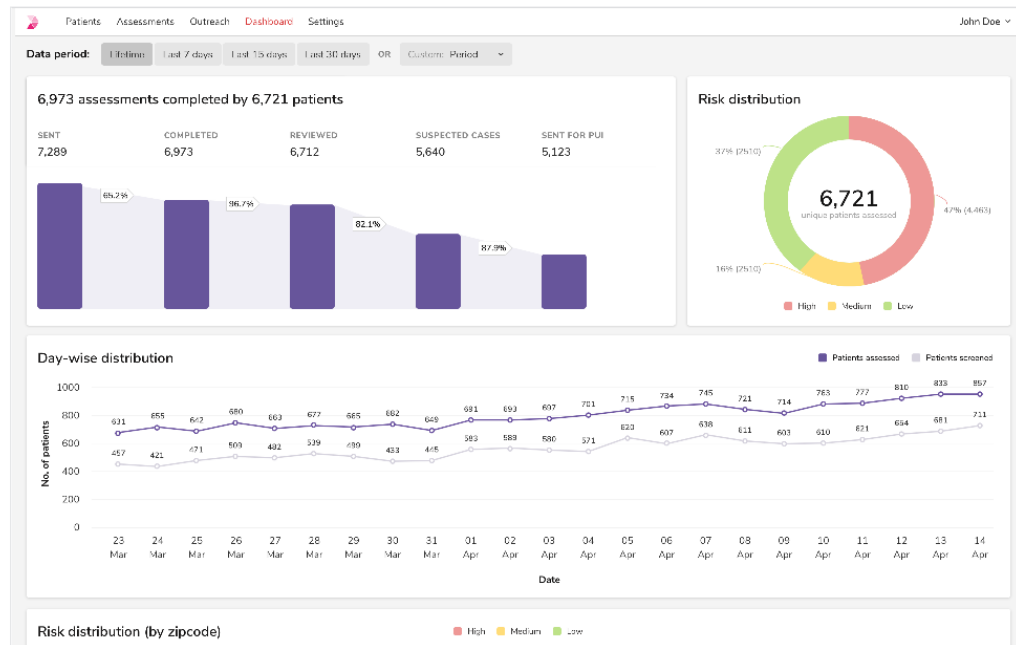 Patients Assessments Outreach Dashboard Settings John Doe
Data period: Lifetime Last 7 days Last 15 days Last 30 days OR Custom: Period
6,973 assessments completed by 6,721 patients
SENT COMPLETED REVIEWED SUSPECTED CASES SENT FOR PUI
7,289 6,973 6,712 5,640 5,123
65.2% 96.7% 82.1% 87.9%
Risk distribution
37% (2510)
6,721
unique patients assessed
47% (4,463)
16% (2510)
High Medium Low
Day-wise distribution
Patients assessed Patients screened
No. of patients
1000
800
600
400
200
0
631 655 642 680 663 677 665 882 649 691 693 697 701 715 734 745 721 714 763 777 810 833 857
457 421 471 509 482 539 499 433 445 583 589 580 571 620 607 638 611 603 610 621 654 681 711
23 24 25 26 27 28 29 30 31 01 02 03 04 05 06 07 08 09 10 11 12 13 14
Mar Mar Mar Mar Mar Mar Mar Mar Mar Apr Apr Apr Apr Apr Apr Apr Apr Apr Apr Apr Apr Apr Apr
Date
Risk distribution (by zipcode)
High Medium Low